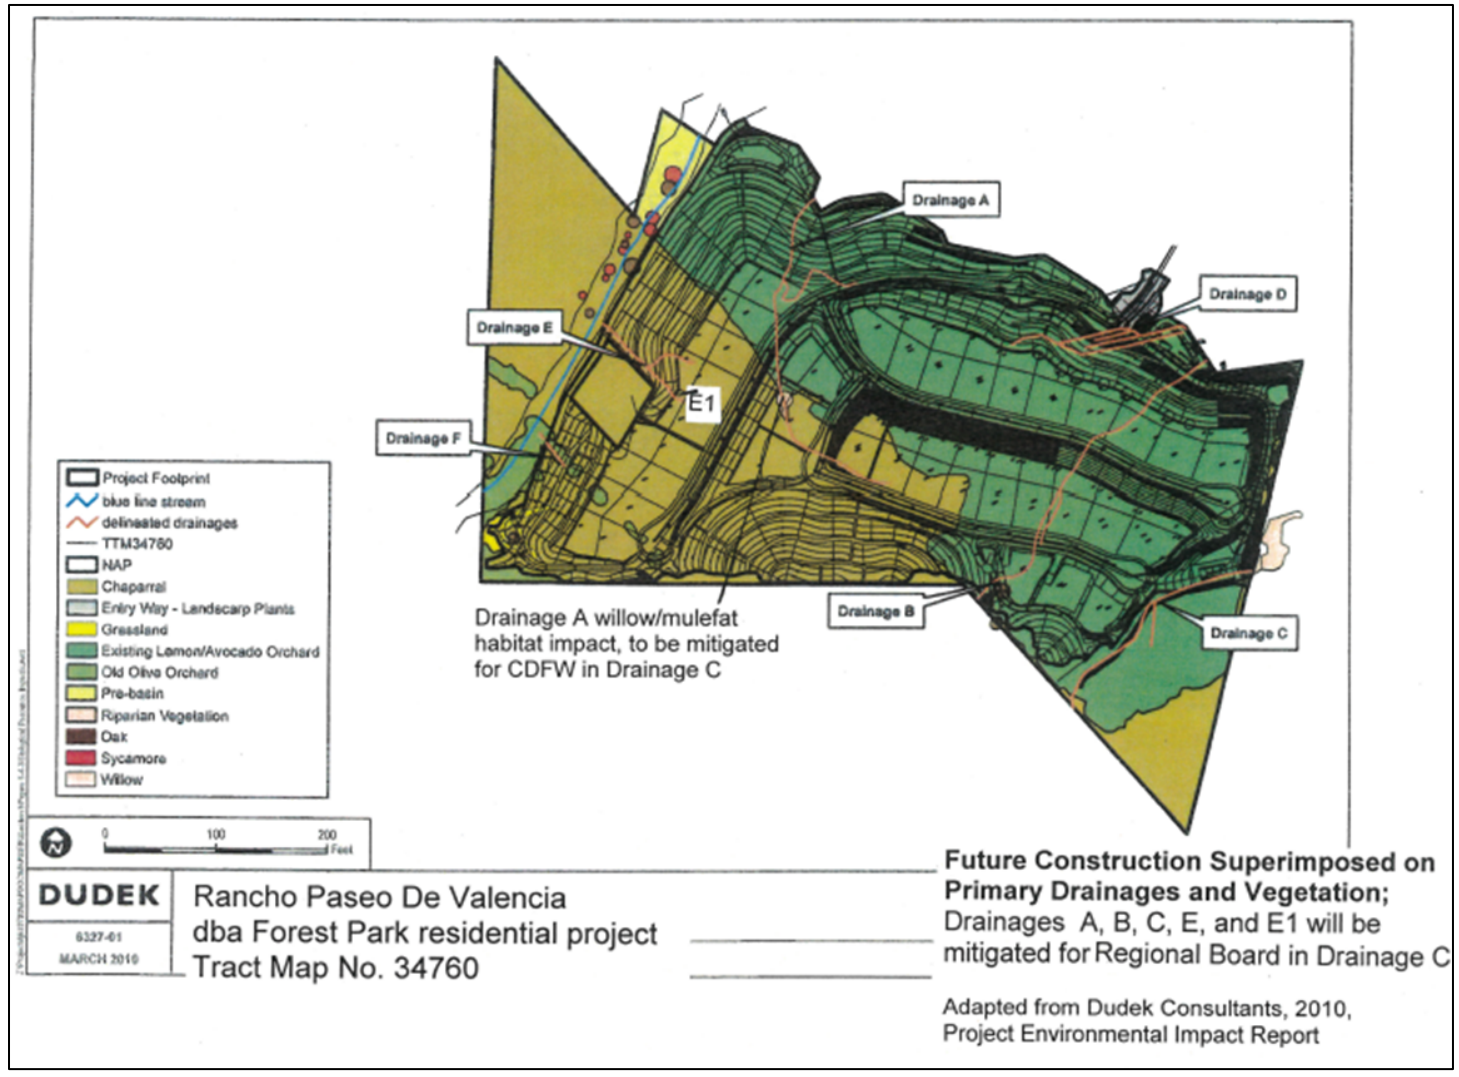 Drainage A
Drainage D
Drainage E
E1
Drainage F
Project Footprint
blue line stream
delineated drainages
TTM34760
NAP
Chaparral
Entry Way - Landscarp Plants
Grassland
Existing Lemon/Avocado Orchard
Old Olive Orchard
Pre-basin
Riparian Vegetation
Oak
Sycamore
Willow
Drainage B
Drainage C
Drainage A willow/mulefat
habitat impact, to be mitigated
for CDFW in Drainage C
N
0 100 200
Feet
DUDEK
6327-01
MARCH 2010
Rancho Paseo De Valencia
dba Forest Park residential project
Tract Map No. 34760
Future Construction Superimposed on
Primary Drainages and Vegetation;
Drainages A, B, C, E, and E1 will be
mitigated for Regional Board in Drainage C
Adapted from Dudek Consultants, 2010,
Project Environmental Impact Report